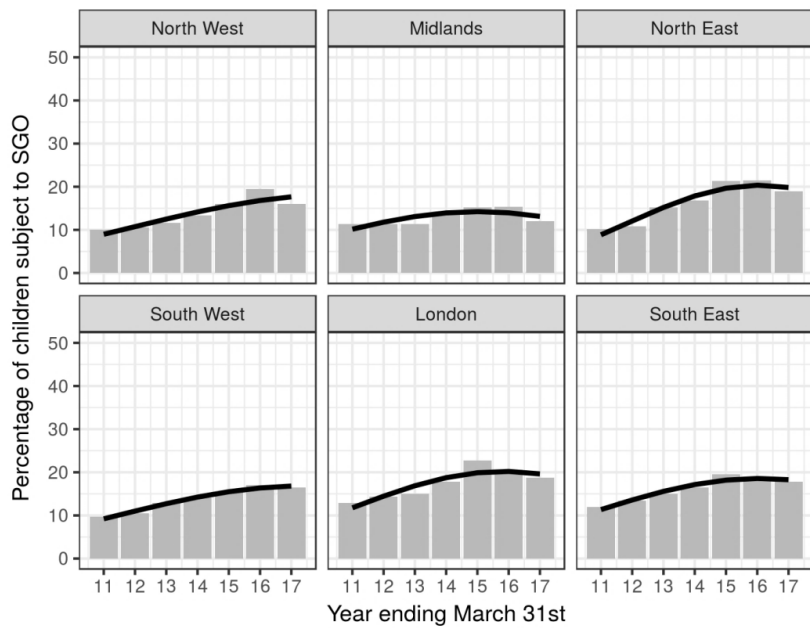 North West Midlands North East
50
40
30
20
10
0
South West London South East
50
40
30
20
10
0
11 12 13 14 15 16 17 11 12 13 14 15 16 17 11 12 13 14 15 16 17
Year ending March 31st
Percentage of children subject to SGO